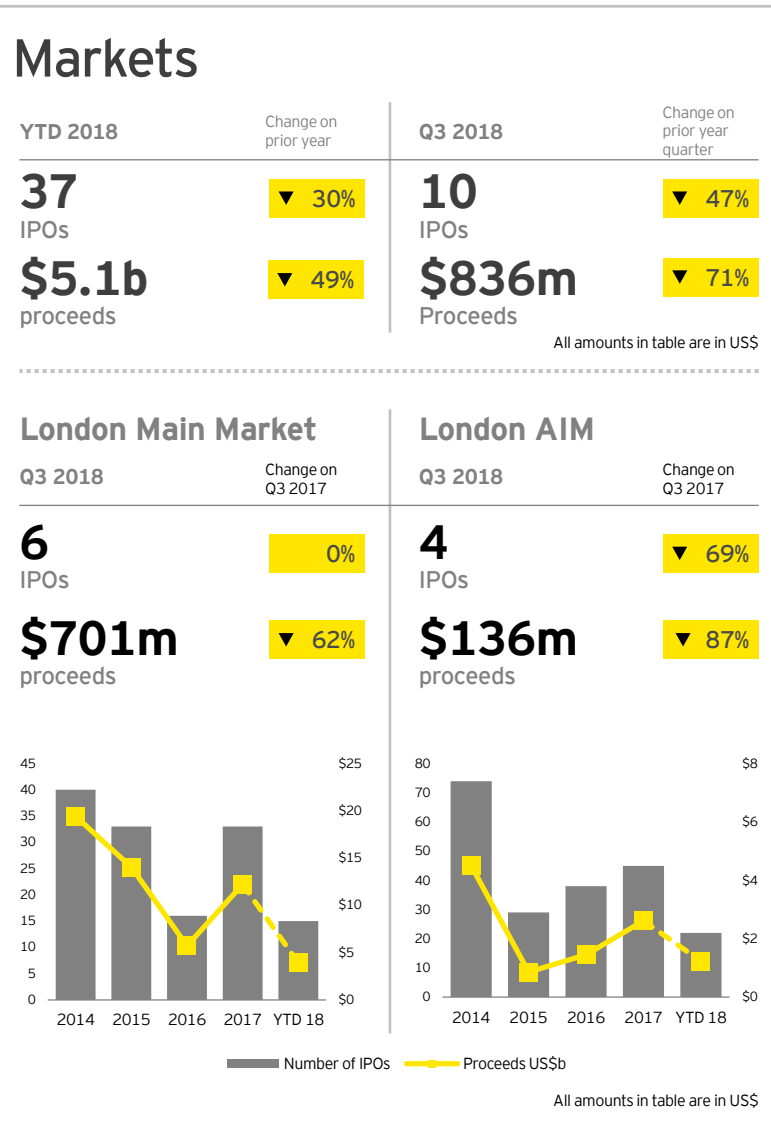 Markets
YTD 2018
Change on
prior year
37
IPOs
▼ 30%
$5.1b
proceeds
▼ 49%
Q3 2018
Change on
prior year
quarter
10
IPOs
▼ 47%
$836m
Proceeds
▼ 71%
All amounts in table are in US$
London Main Market
Q3 2018
Change on
Q3 2017
6
IPOs
0%
$701m
proceeds
▼ 62%
London AIM
Q3 2018
Change on
Q3 2017
4
IPOs
▼ 69%
$136m
proceeds
▼ 87%
45
40
35
30
25
20
15
10
5
0
$25
$20
$15
$10
$5
$0
2014 2015 2016 2017 YTD 18
80
70
60
50
40
30
20
10
0
$8
$6
$4
$2
$0
2014 2015 2016 2017 YTD 18
Number of IPOs Proceeds US$b
All amounts in table are in US$